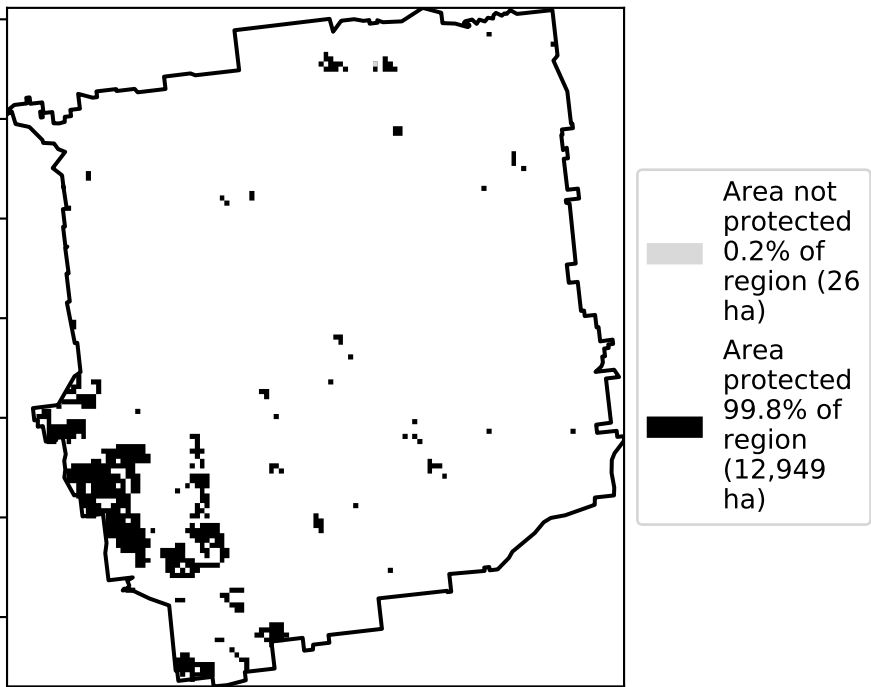 Area not
protected
0.2% of
region (26
ha)
Area
protected
99.8% of
region
(12,949
ha)